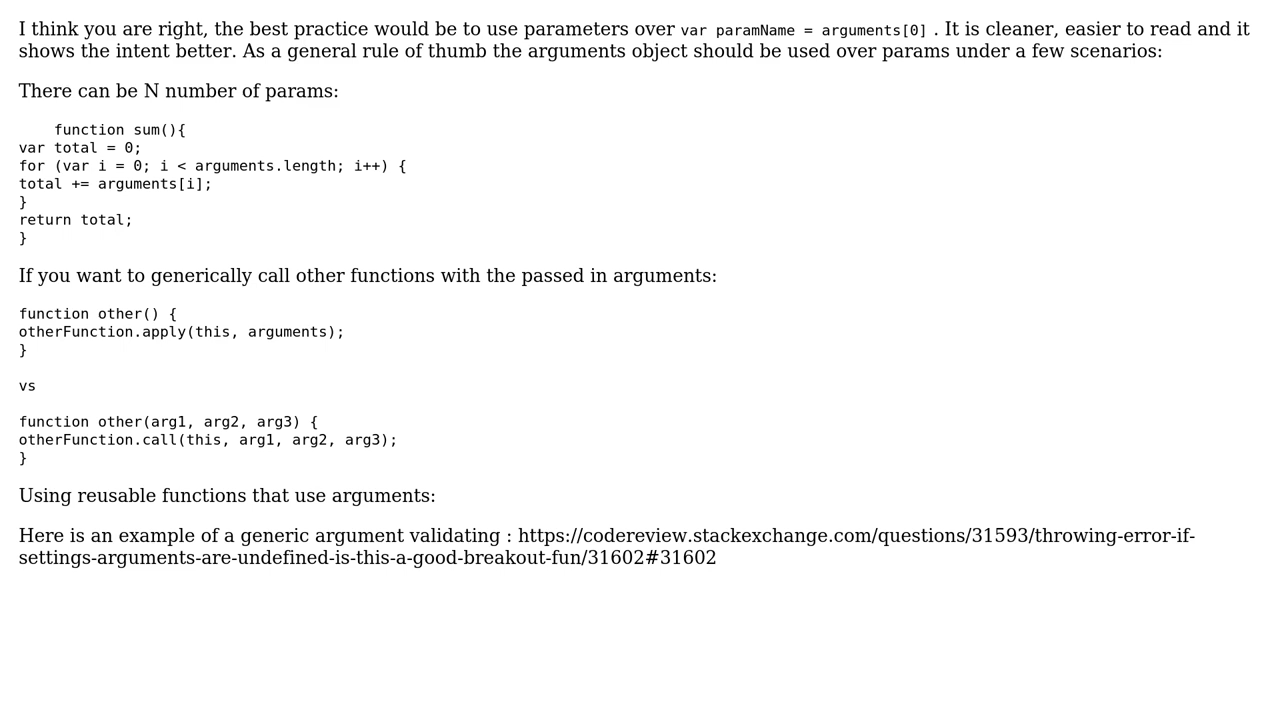 I think you are right, the best practice would be to use parameters over var paramName = arguments[0] . It is cleaner, easier to read and it
shows the intent better. As a general rule of thumb the arguments object should be used over params under a few scenarios:
There can be N number of params:
    function sum(){
var total = 0;
for (var i = 0; i < arguments.length; i++) {
total += arguments[i];
}
return total;
}
If you want to generically call other functions with the passed in arguments:
function other() {
otherFunction.apply(this, arguments);
}
vs
function other(arg1, arg2, arg3) {
otherFunction.call(this, arg1, arg2, arg3);
}
Using reusable functions that use arguments:
Here is an example of a generic argument validating : https://codereview.stackexchange.com/questions/31593/throwing-error-if-
settings-arguments-are-undefined-is-this-a-good-breakout-fun/31602#31602